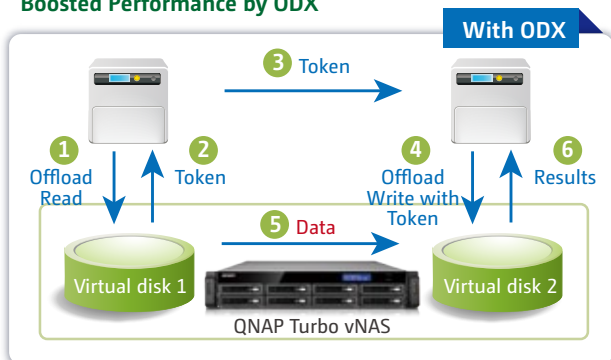 Boosted Performance by ODX
With ODX
3 Token
1
Offload
Read
2
Token
4
Offload
Write with
Token
6
Results
5 Data
Virtual disk 1
Virtual disk 2
QNAP Turbo vNAS